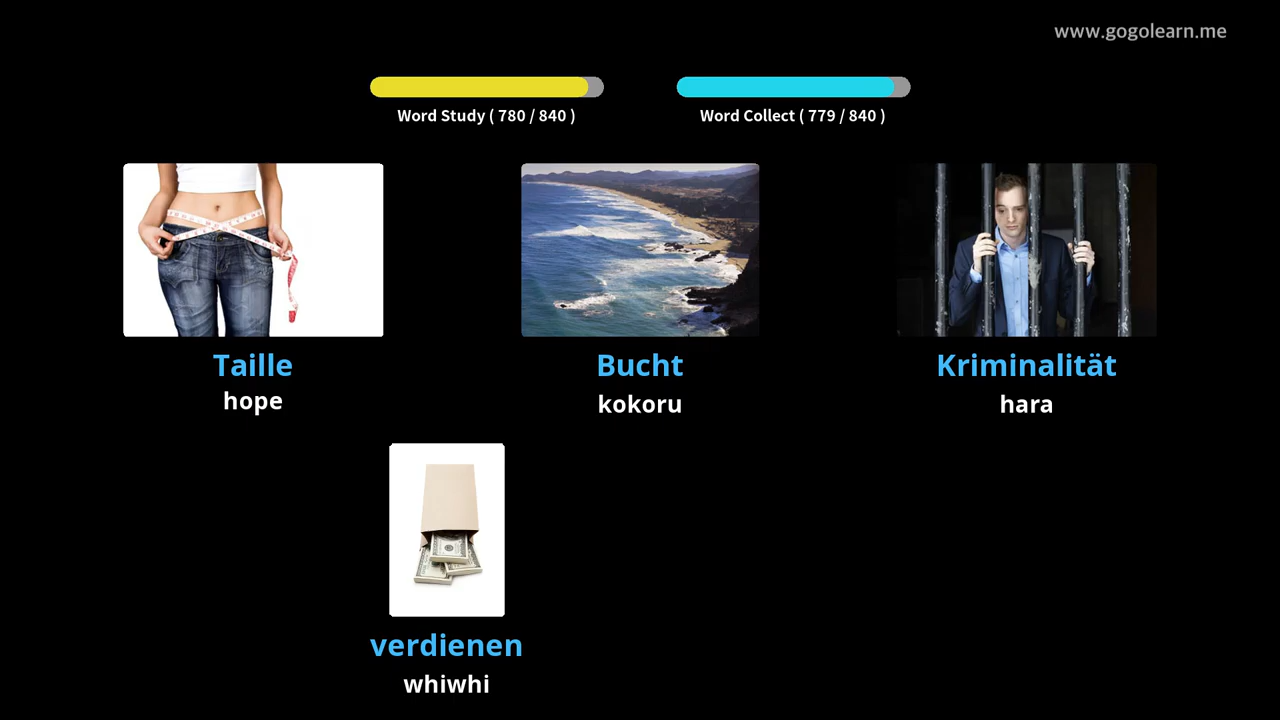 www.gogolearn.me
Word Study ( 780 / 840 )
Word Collect ( 779 / 840 )
Taille
hope
Bucht
kokoru
Kriminalität
hara
verdienen
whiwhi